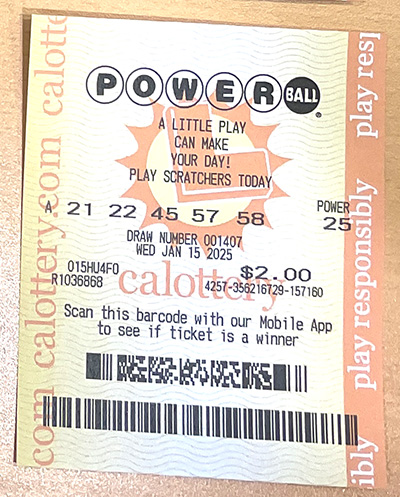 POWERBALL®
A LITTLE PLAY
CAN MAKE
YOUR DAY!
PLAY SCRATCHERS TODAY
A 21 22 45 57 58 POWER 25
DRAW NUMBER 001407
WED JAN 15 2025
015HU4F0 $2.00
R1036868 4257-356216729-157160
calottery
Scan this barcode with our Mobile App
to see if ticket is a winner
com calottery.com calotte
play resp
play responsibly
ibly